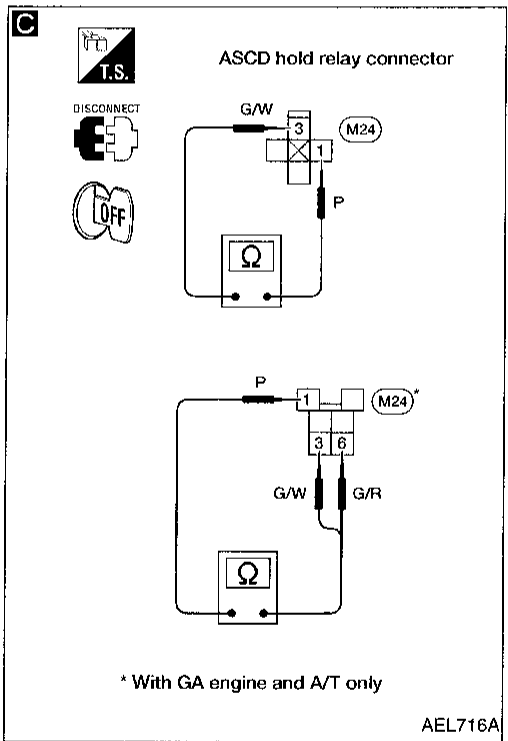 C
T.S.
ASCD hold relay connector
DISCONNECT
G/W
3
M24
1
OFF
P
Ω
P
1
M24*
3 6
G/W G/R
Ω
* With GA engine and A/T only
AEL716A